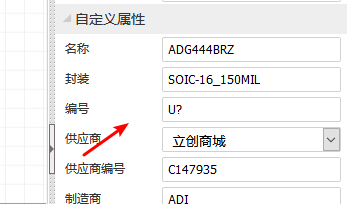 自定义属性
名称 ADG444BRZ
封装 SOIC-16_150MIL
编号 U?
供应商 立创商城
供应商编号 C147935
制造商 ADI